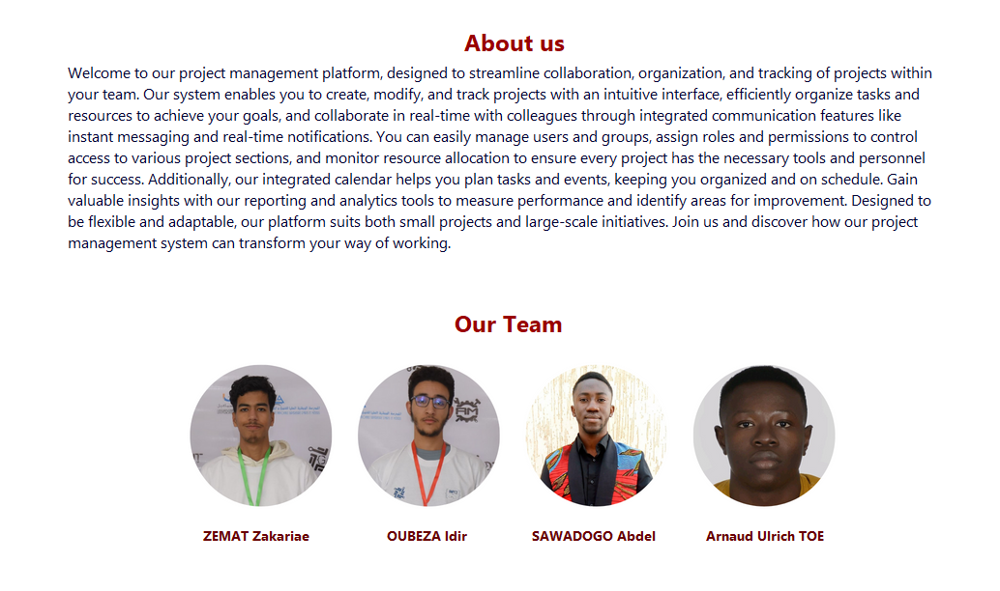 About us
Welcome to our project management platform, designed to streamline collaboration, organization, and tracking of projects within
your team. Our system enables you to create, modify, and track projects with an intuitive interface, efficiently organize tasks and
resources to achieve your goals, and collaborate in real-time with colleagues through integrated communication features like
instant messaging and real-time notifications. You can easily manage users and groups, assign roles and permissions to control
access to various project sections, and monitor resource allocation to ensure every project has the necessary tools and personnel
for success. Additionally, our integrated calendar helps you plan tasks and events, keeping you organized and on schedule. Gain
valuable insights with our reporting and analytics tools to measure performance and identify areas for improvement. Designed to
be flexible and adaptable, our platform suits both small projects and large-scale initiatives. Join us and discover how our project
management system can transform your way of working.
Our Team
AM
ZEMAT Zakariae
OUBEZA Idir
SAWADOGO Abdel
Arnaud Ulrich TOE